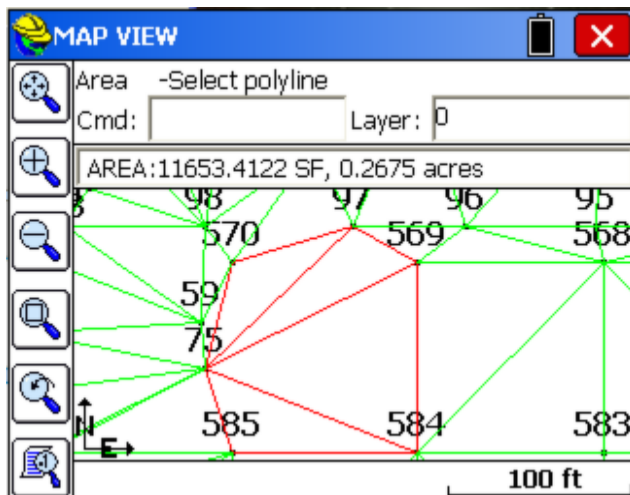 MAP VIEW
Area -Select polyline
Cmd: Layer: 0
AREA:11653.4122 SF, 0.2675 acres
98 97 96 95
570 569 568
59
75
585 584 583
N
E
100 ft